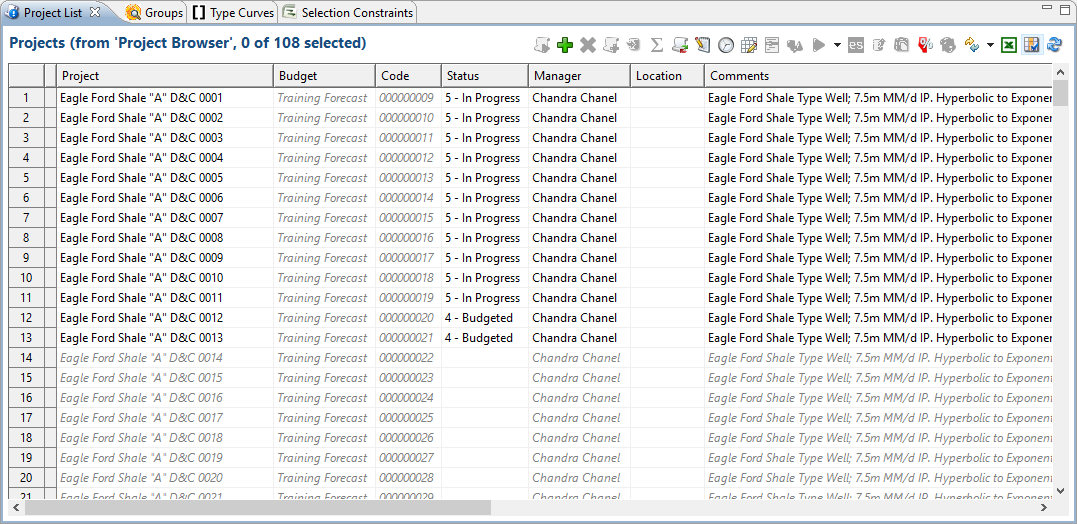 Project List Groups Type Curves Selection Constraints
Projects (from 'Project Browser', 0 of 108 selected)
es
Project Budget Code Status Manager Location Comments
1 Eagle Ford Shale "A" D&C 0001 Training Forecast 000000009 5 - In Progress Chandra Chanel Eagle Ford Shale Type Well; 7.5m MM/d IP. Hyperbolic to Exponer
2 Eagle Ford Shale "A" D&C 0002 Training Forecast 000000010 5 - In Progress Chandra Chanel Eagle Ford Shale Type Well; 7.5m MM/d IP. Hyperbolic to Exponer
3 Eagle Ford Shale "A" D&C 0003 Training Forecast 000000011 5 - In Progress Chandra Chanel Eagle Ford Shale Type Well; 7.5m MM/d IP. Hyperbolic to Exponer
4 Eagle Ford Shale "A" D&C 0004 Training Forecast 000000012 5 - In Progress Chandra Chanel Eagle Ford Shale Type Well; 7.5m MM/d IP. Hyperbolic to Exponer
5 Eagle Ford Shale "A" D&C 0005 Training Forecast 000000013 5 - In Progress Chandra Chanel Eagle Ford Shale Type Well; 7.5m MM/d IP. Hyperbolic to Exponer
6 Eagle Ford Shale "A" D&C 0006 Training Forecast 000000014 5 - In Progress Chandra Chanel Eagle Ford Shale Type Well; 7.5m MM/d IP. Hyperbolic to Exponer
7 Eagle Ford Shale "A" D&C 0007 Training Forecast 000000015 5 - In Progress Chandra Chanel Eagle Ford Shale Type Well; 7.5m MM/d IP. Hyperbolic to Exponer
8 Eagle Ford Shale "A" D&C 0008 Training Forecast 000000016 5 - In Progress Chandra Chanel Eagle Ford Shale Type Well; 7.5m MM/d IP. Hyperbolic to Exponer
9 Eagle Ford Shale "A" D&C 0009 Training Forecast 000000017 5 - In Progress Chandra Chanel Eagle Ford Shale Type Well; 7.5m MM/d IP. Hyperbolic to Exponer
10 Eagle Ford Shale "A" D&C 0010 Training Forecast 000000018 5 - In Progress Chandra Chanel Eagle Ford Shale Type Well; 7.5m MM/d IP. Hyperbolic to Exponer
11 Eagle Ford Shale "A" D&C 0011 Training Forecast 000000019 5 - In Progress Chandra Chanel Eagle Ford Shale Type Well; 7.5m MM/d IP. Hyperbolic to Exponer
12 Eagle Ford Shale "A" D&C 0012 Training Forecast 000000020 4 - Budgeted Chandra Chanel Eagle Ford Shale Type Well; 7.5m MM/d IP. Hyperbolic to Exponer
13 Eagle Ford Shale "A" D&C 0013 Training Forecast 000000021 4 - Budgeted Chandra Chanel Eagle Ford Shale Type Well; 7.5m MM/d IP. Hyperbolic to Exponer
14 Eagle Ford Shale "A" D&C 0014 Training Forecast 000000022 Chandra Chanel Eagle Ford Shale Type Well; 7.5m MM/d IP. Hyperbolic to Exponent
15 Eagle Ford Shale "A" D&C 0015 Training Forecast 000000023 Chandra Chanel Eagle Ford Shale Type Well; 7.5m MM/d IP. Hyperbolic to Exponent
16 Eagle Ford Shale "A" D&C 0016 Training Forecast 000000024 Chandra Chanel Eagle Ford Shale Type Well; 7.5m MM/d IP. Hyperbolic to Exponent
17 Eagle Ford Shale "A" D&C 0017 Training Forecast 000000025 Chandra Chanel Eagle Ford Shale Type Well; 7.5m MM/d IP. Hyperbolic to Exponent
18 Eagle Ford Shale "A" D&C 0018 Training Forecast 000000026 Chandra Chanel Eagle Ford Shale Type Well; 7.5m MM/d IP. Hyperbolic to Exponent
19 Eagle Ford Shale "A" D&C 0019 Training Forecast 000000027 Chandra Chanel Eagle Ford Shale Type Well; 7.5m MM/d IP. Hyperbolic to Exponent
20 Eagle Ford Shale "A" D&C 0020 Training Forecast 000000028 Chandra Chanel Eagle Ford Shale Type Well; 7.5m MM/d IP. Hyperbolic to Exponent
21 Eagle Ford Shale "A" D&C 0021 Training Forecast 000000029 Chandra Chanel Eagle Ford Shale Type Well; 7.5m MM/d IP. Hyperbolic to Exponent